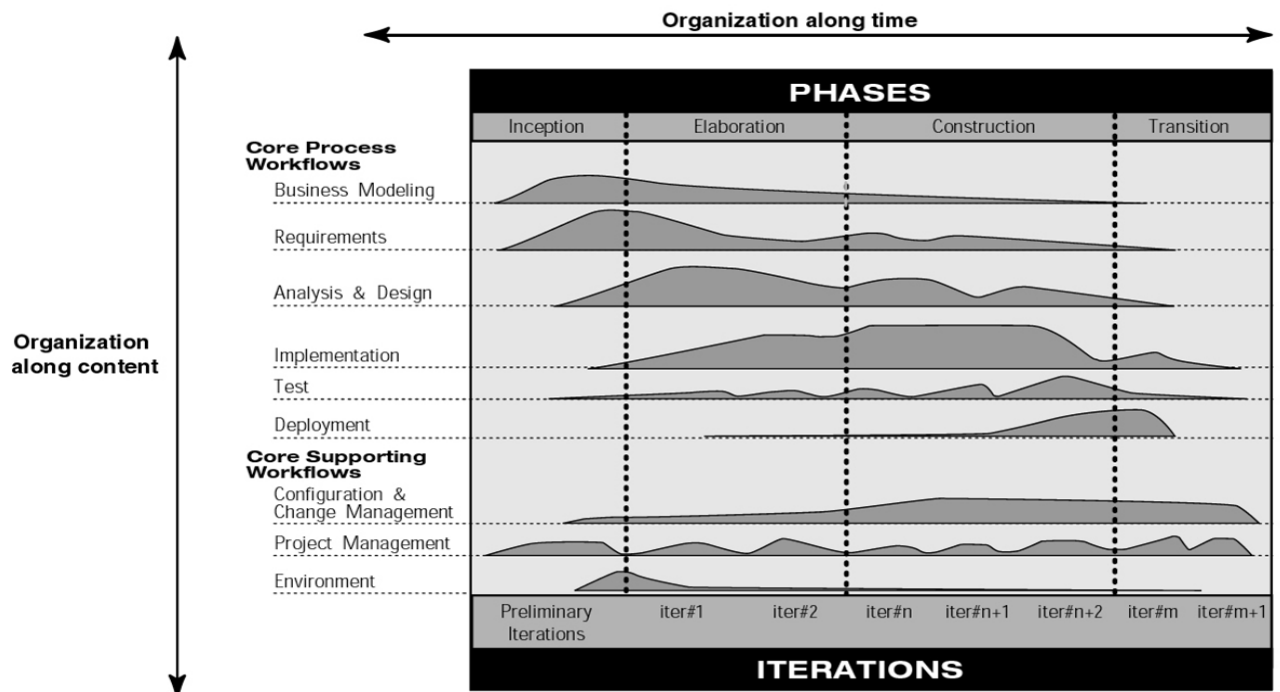 Organization along time
PHASES
Inception
Elaboration
Construction
Transition
Core Process
Workflows
Business Modeling
Requirements
Analysis & Design
Organization
along content
Implementation
Test
Deployment
Core Supporting
Workflows
Configuration &
Change Management
Project Management
Environment
Preliminary
Iterations
iter#1
iter#2
iter#n
iter#n+1
iter#n+2
iter#m
iter#m+1
ITERATIONS